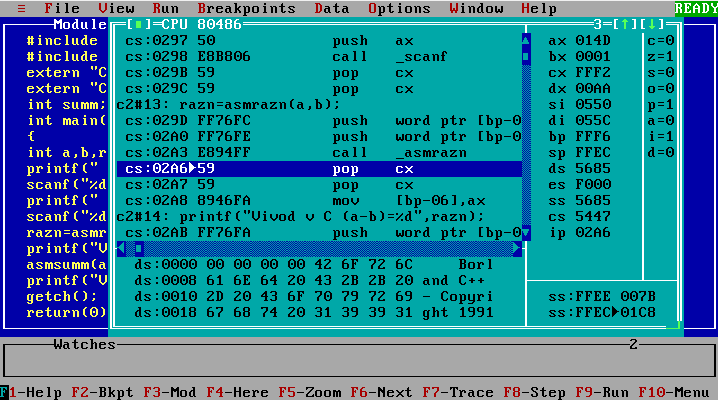 ≡ File View Run Breakpoints Data Options Window Help READY
Module [■]=CPU 80486 3=[↑][↓]
#include cs:0297 50 push ax ax 014D c=0
#include cs:0298 E8B806 call _scanf bx 0001 z=1
extern "C cs:029B 59 pop cx cx FFF2 s=0
extern "C cs:029C 59 pop cx dx 00AA o=0
int summ; c2#13: razn=asmrazn(a,b); si 0550 p=1
int main( cs:029D FF76FC push word ptr [bp-0 di 055C a=0
{ cs:02A0 FF76FE push word ptr [bp-0 bp FFF6 i=1
int a,b,r cs:02A3 E894FF call _asmrazn sp FFEC d=0
printf(" cs:02A6►59 pop cx ds 5685
scanf("%d cs:02A7 59 pop cx es F000
printf(" cs:02A8 8946FA mov [bp-06],ax ss 5685
scanf("%d c2#14: printf("Vivod v C (a-b)=%d",razn); cs 5447
razn=asmr cs:02AB FF76FA push word ptr [bp-0 ip 02A6
printf("V
asmsumm(a ds:0000 00 00 00 00 42 6F 72 6C Borl
printf("V ds:0008 61 6E 64 20 43 2B 2B 20 and C++
getch(); ds:0010 2D 20 43 6F 70 79 72 69 - Copyri ss:FFEE 007B
return(0) ds:0018 67 68 74 20 31 39 39 31 ght 1991 ss:FFEC►01C8
Watches 2
F1-Help F2-Bkpt F3-Mod F4-Here F5-Zoom F6-Next F7-Trace F8-Step F9-Run F10-Menu